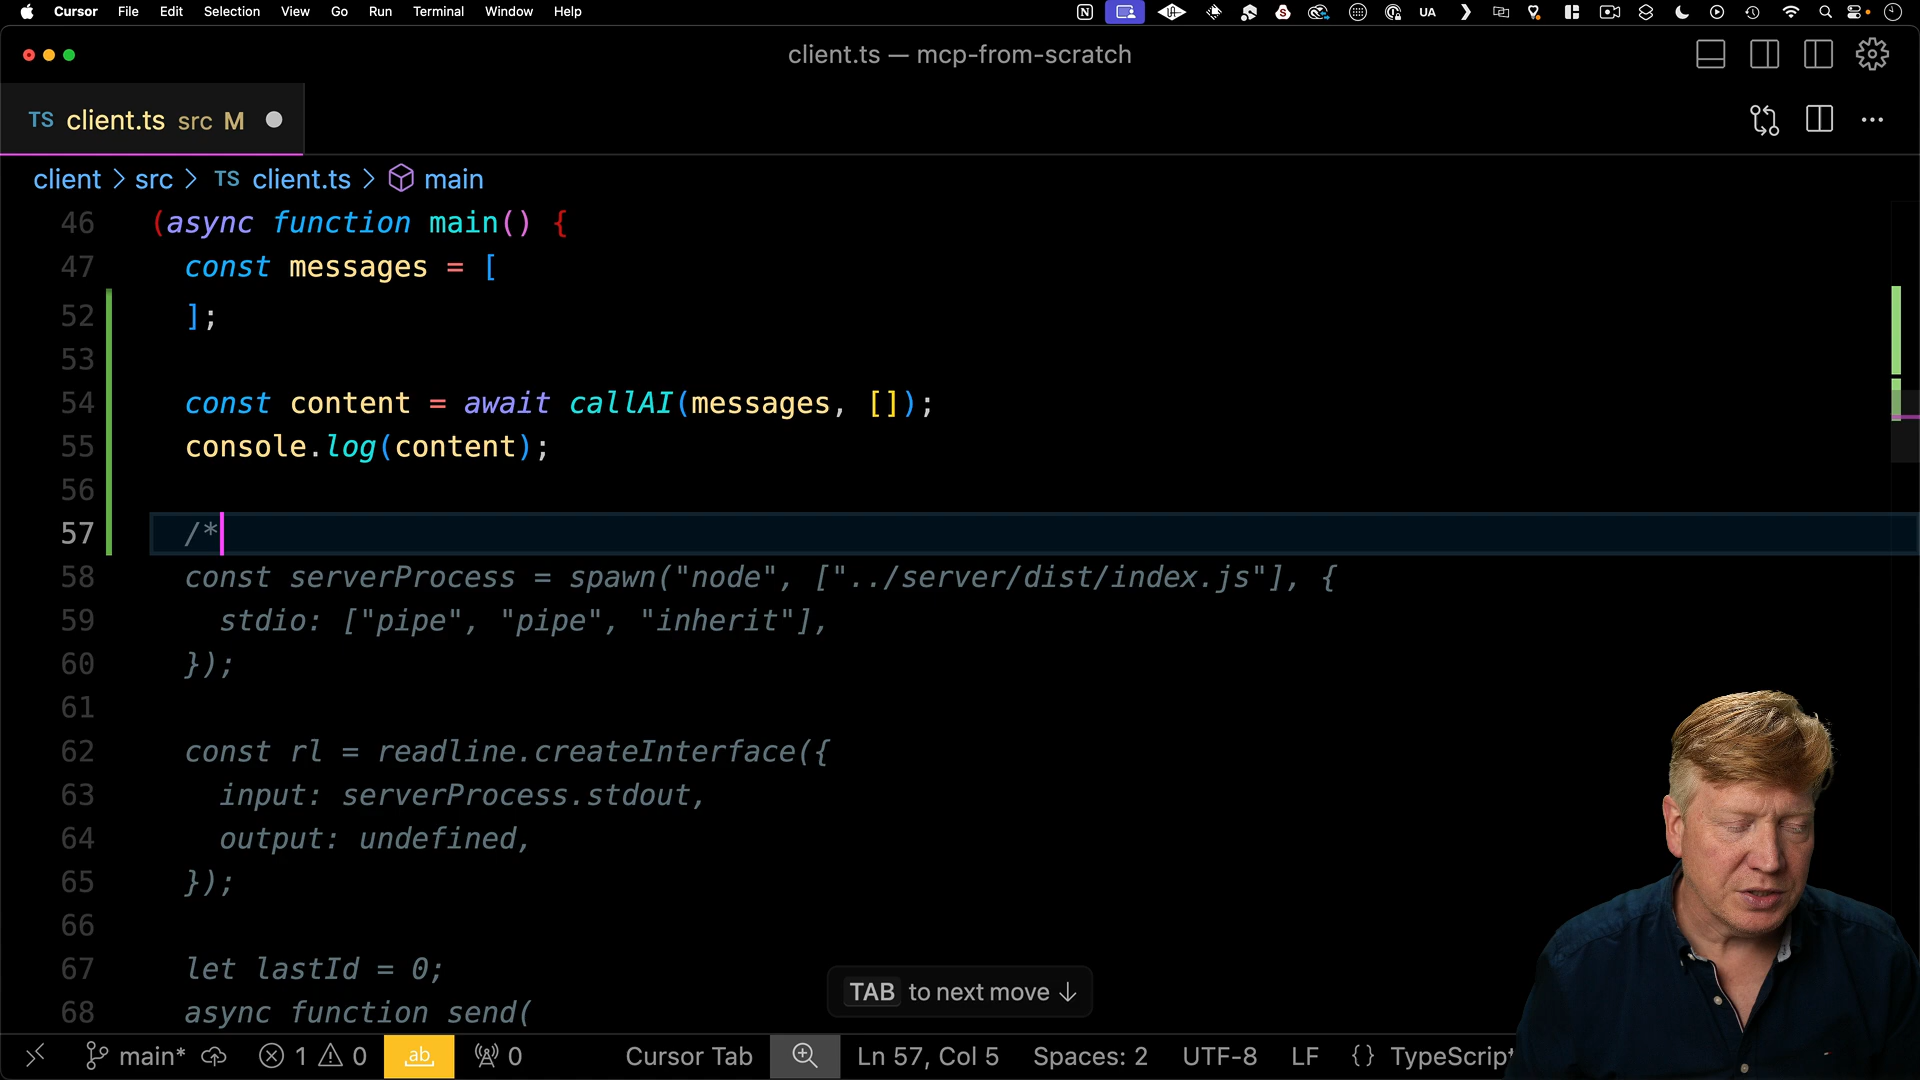 Cursor File Edit Selection View Go Run Terminal Window Help UA
client.ts — mcp-from-scratch
TS client.ts src M
client > src > TS client.ts > main
46 (async function main() {
47 const messages = [
52 ];
53
54 const content = await callAI(messages, []);
55 console.log(content);
56
57 /*
58 const serverProcess = spawn("node", ["../server/dist/index.js"], {
59 stdio: ["pipe", "pipe", "inherit"],
60 });
61
62 const rl = readline.createInterface({
63 input: serverProcess.stdout,
64 output: undefined,
65 });
66
67 let lastId = 0;
68 async function send(
TAB to next move ↓
main* 1 0 ab 0 Cursor Tab Ln 57, Col 5 Spaces: 2 UTF-8 LF {} TypeScript